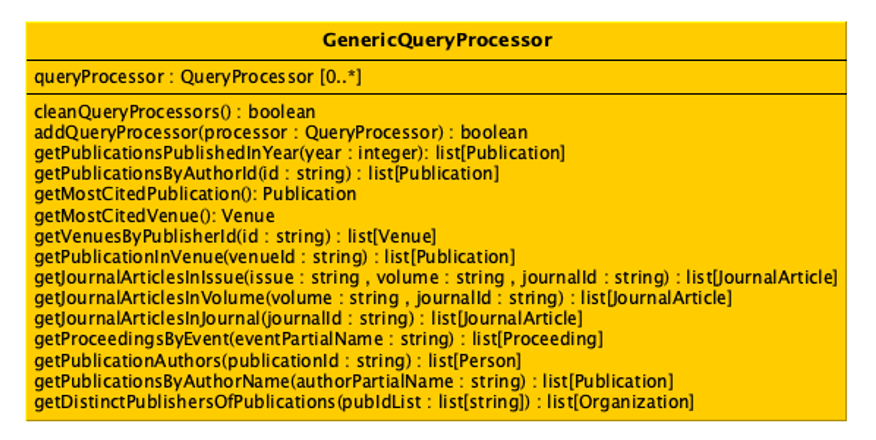 GenericQueryProcessor
queryProcessor : QueryProcessor [0..*]
cleanQueryProcessors() : boolean
addQueryProcessor(processor : QueryProcessor) : boolean
getPublicationsPublishedInYear(year : integer): list[Publication]
getPublicationsByAuthorId(id : string) : list[Publication]
getMostCitedPublication(): Publication
getMostCitedVenue(): Venue
getVenuesByPublisherId(id : string) : list[Venue]
getPublicationInVenue(venueId : string) : list[Publication]
getJournalArticlesInIssue(issue : string , volume : string , journalId : string) : list[JournalArticle]
getJournalArticlesInVolume(volume : string , journalId : string) : list[JournalArticle]
getJournalArticlesInJournal(journalId : string) : list[JournalArticle]
getProceedingsByEvent(eventPartialName : string) : list[Proceeding]
getPublicationAuthors(publicationId : string) : list[Person]
getPublicationsByAuthorName(authorPartialName : string) : list[Publication]
getDistinctPublishersOfPublications(pubIdList : list[string]) : list[Organization]